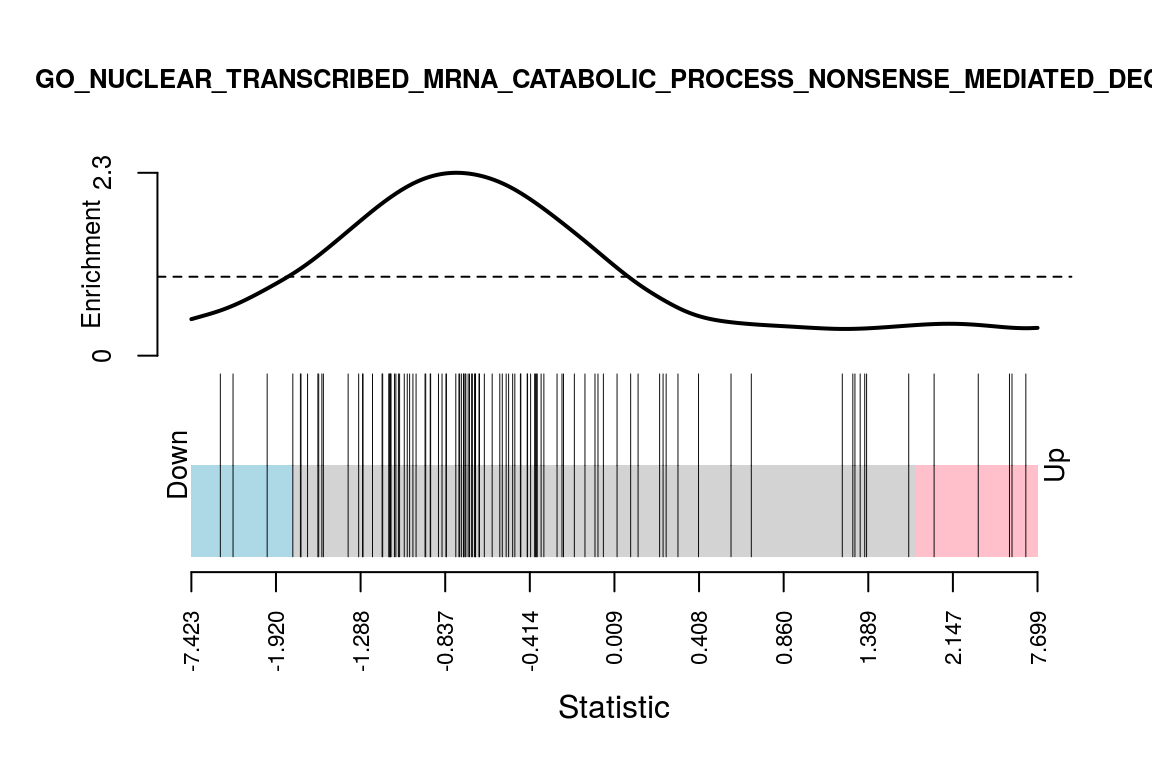 GO_NUCLEAR_TRANSCRIBED_MRNA_CATABOLIC_PROCESS_NONSENSE_MEDIATED_DEC
Enrichment
2.3
0
Down
Up
-7.423 -1.920 -1.288 -0.837 -0.414 0.009 0.408 0.860 1.389 2.147 7.699
Statistic